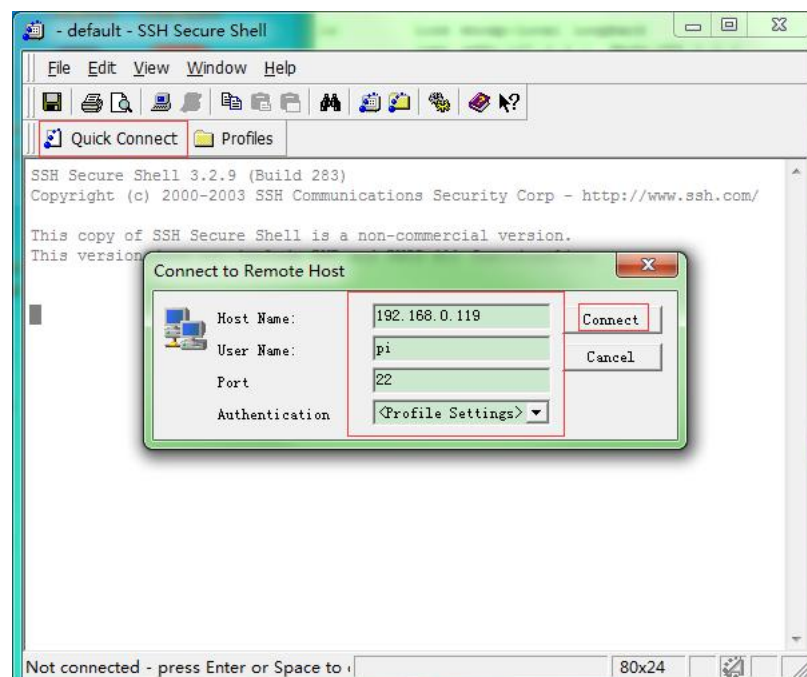 - default - SSH Secure Shell
File Edit View Window Help
Quick Connect Profiles
SSH Secure Shell 3.2.9 (Build 283)
Copyright (c) 2000-2003 SSH Communications Security Corp - http://www.ssh.com/
This copy of SSH Secure Shell is a non-commercial version.
This version
Connect to Remote Host
Host Name: 192.168.0.119 Connect
User Name: pi Cancel
Port 22
Authentication <Profile Settings>
Not connected - press Enter or Space to 80x24